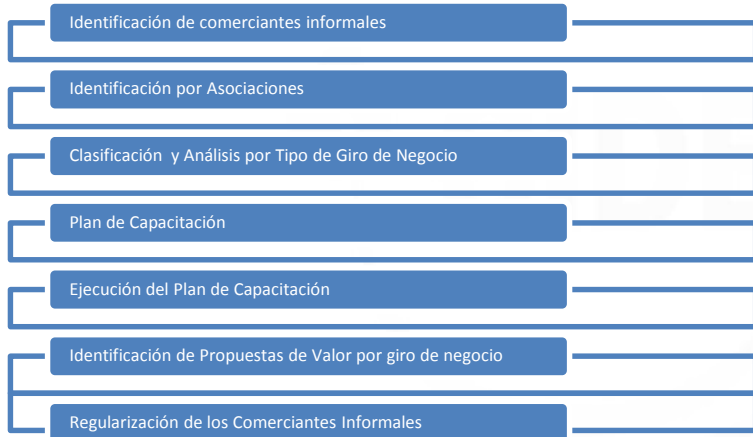 Identificación de comerciantes informales
Identificación por Asociaciones
Clasificación  y Análisis por Tipo de Giro de Negocio
Plan de Capacitación
Ejecución del Plan de Capacitación
Identificación de Propuestas de Valor por giro de negocio
Regularización de los Comerciantes Informales